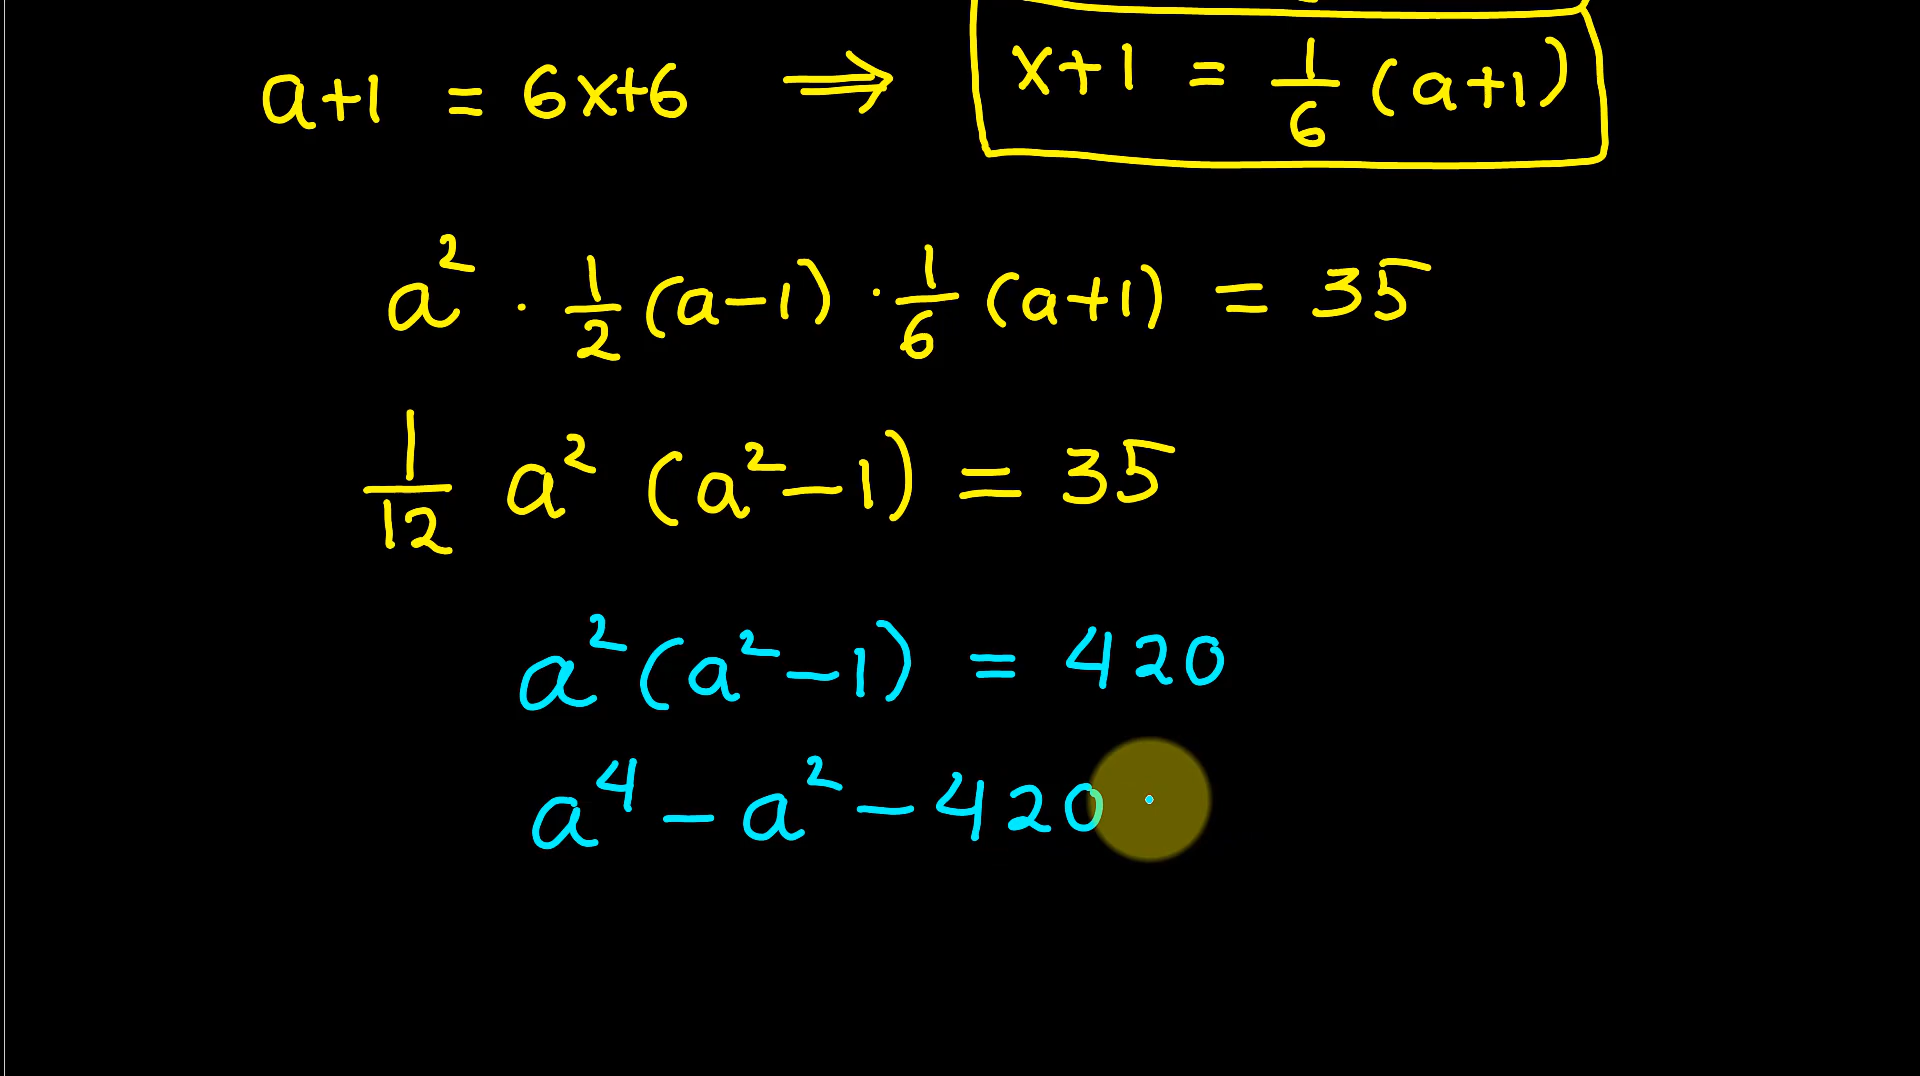 a+1 = 6x+6 ⟹ x+1 = 1/6 (a+1)
a² · 1/2 (a−1) · 1/6 (a+1) = 35
1/12 a² (a²−1) = 35
a² (a²−1) = 420
a⁴ − a² − 420